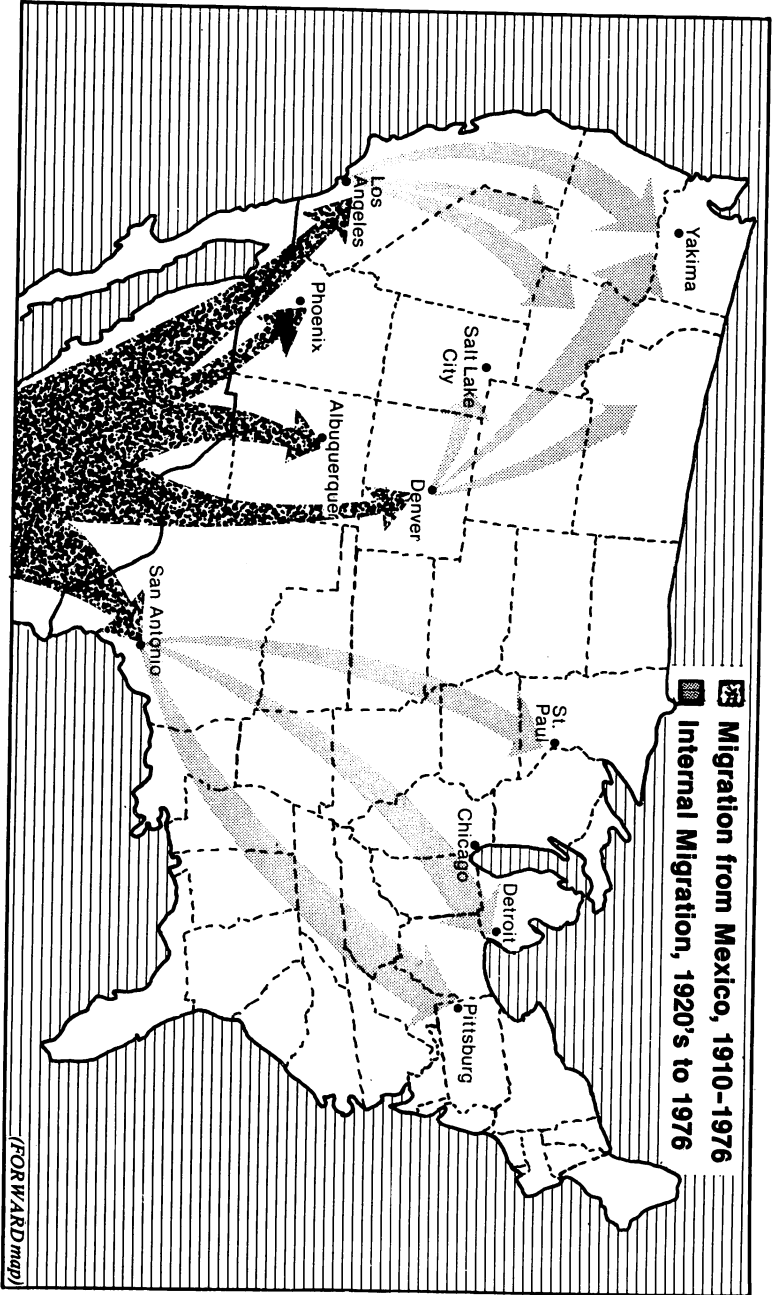 Migration from Mexico, 1910–1976
Internal Migration, 1920's to 1976
Yakima
St.
Paul
Detroit
Salt Lake
City
Chicago
Pittsburg
Denver
Los
Angeles
Albuquerquer
Phoenix
San Antonio
(FORWARD map)